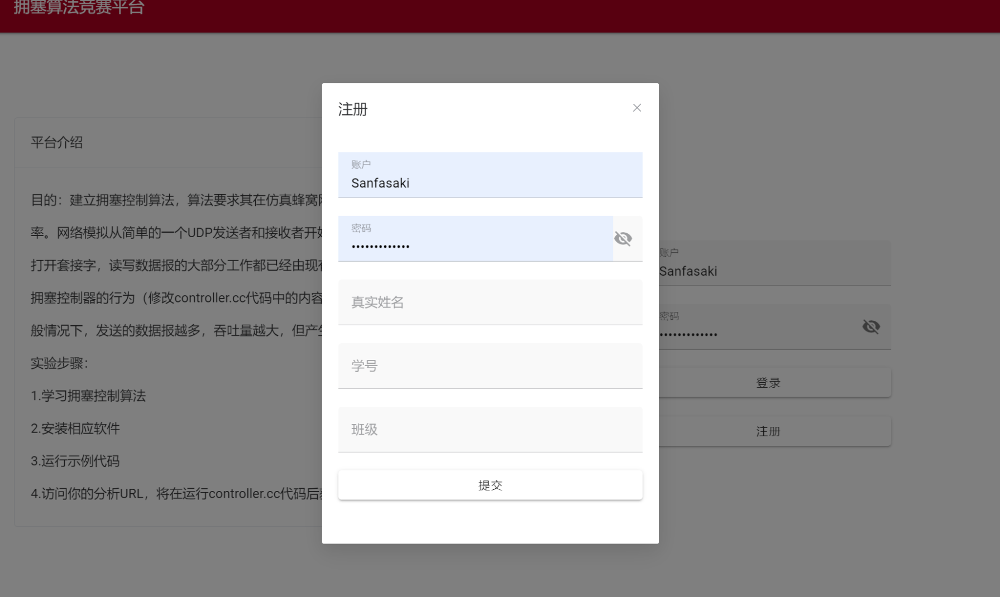 拥塞算法竞赛平台
注册
账户
Sanfasaki
密码
•••••••••••••
真实姓名
学号
班级
提交
平台介绍
目的：建立拥塞控制算法，算法要求其在仿真蜂窝网
率。网络模拟从简单的一个UDP发送者和接收者开始
打开套接字，读写数据报的大部分工作都已经由现有
拥塞控制器的行为（修改controller.cc代码中的内容
般情况下，发送的数据报越多，吞吐量越大，但产生
实验步骤：
1.学习拥塞控制算法
2.安装相应软件
3.运行示例代码
4.访问你的分析URL，将在运行controller.cc代码后
账户
Sanfasaki
密码
•••••••••••••
登录
注册